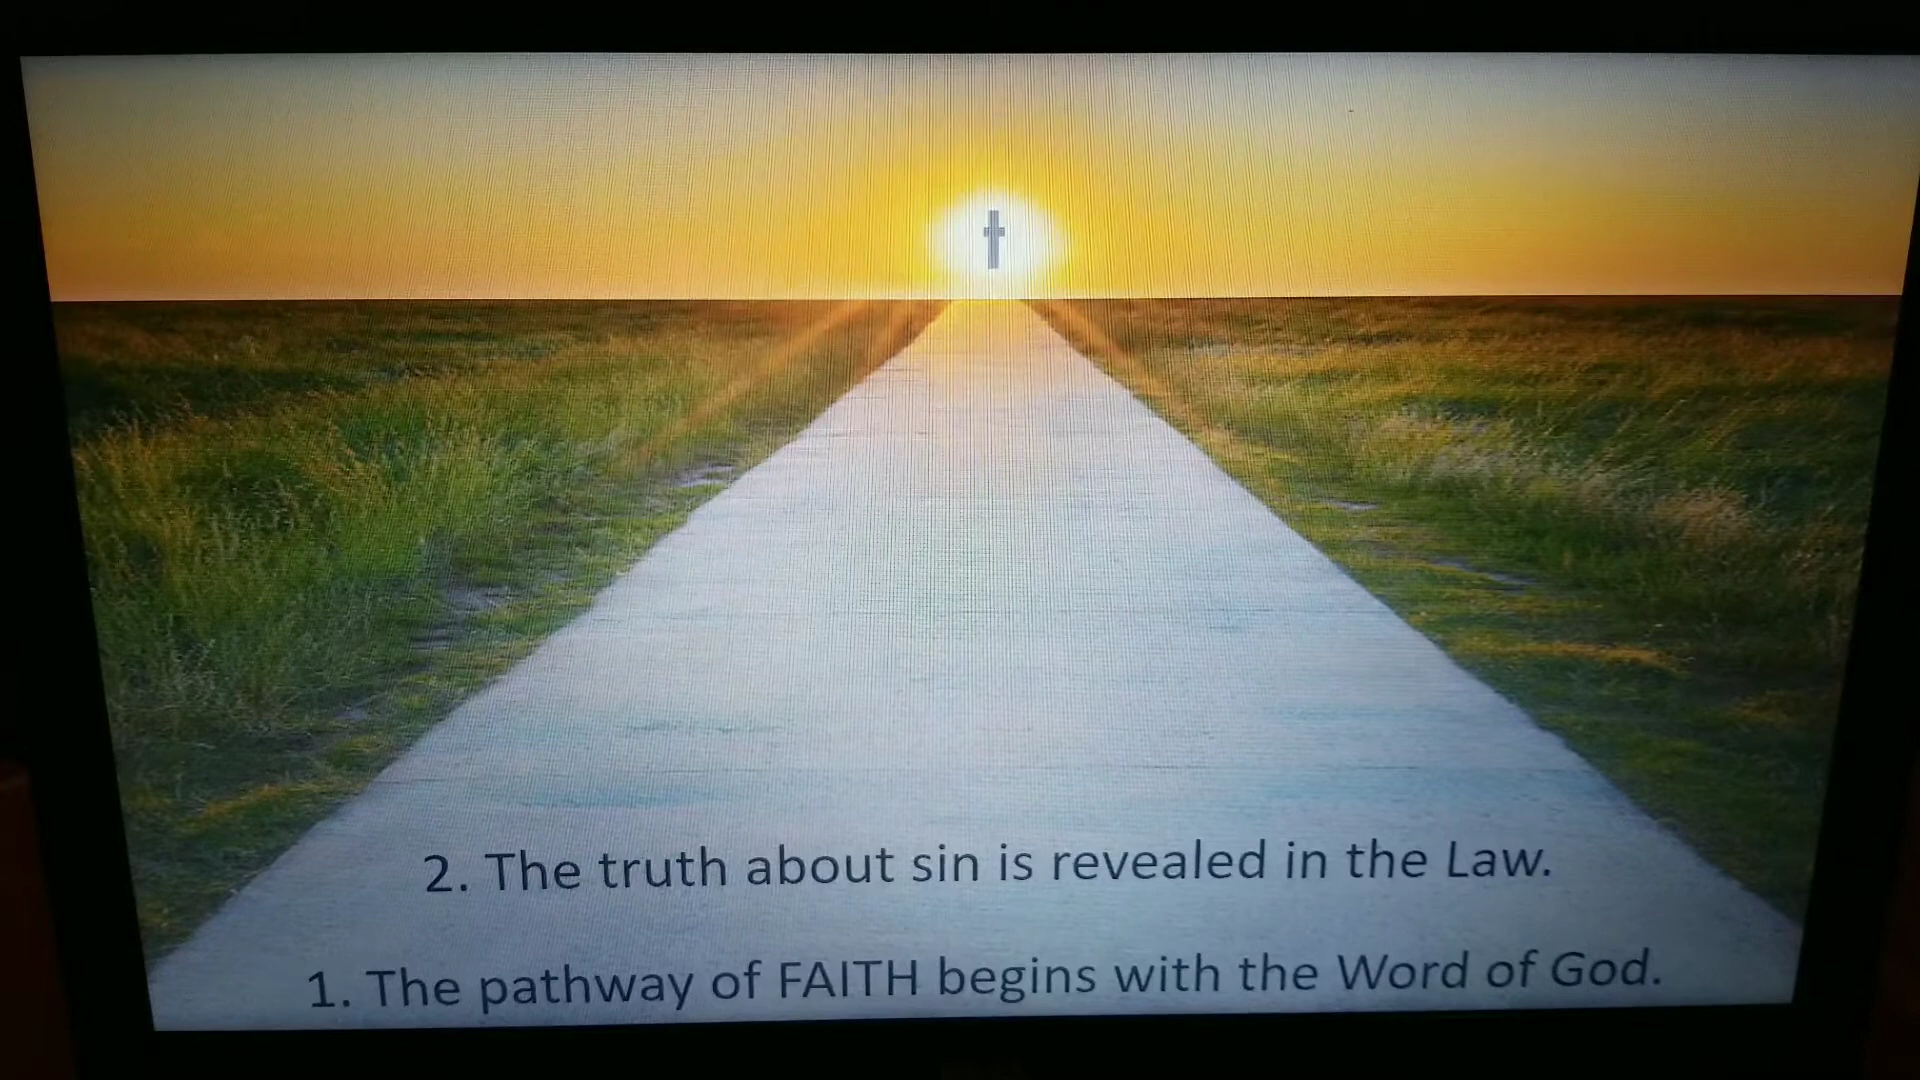 2. The truth about sin is revealed in the Law.
1. The pathway of FAITH begins with the Word of God.